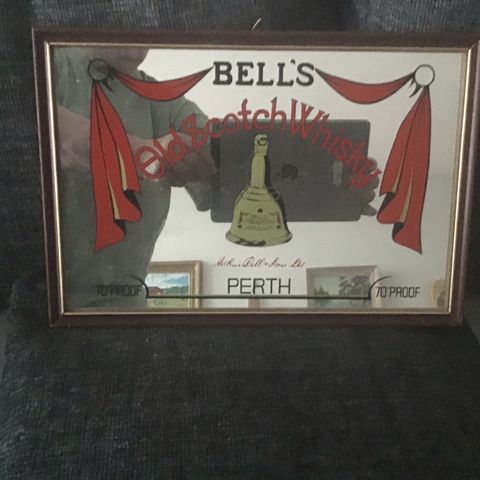 BELL'S
Old Scotch Whisky
Arthur Bell & Sons Ltd
70 PROOF PERTH 70 PROOF